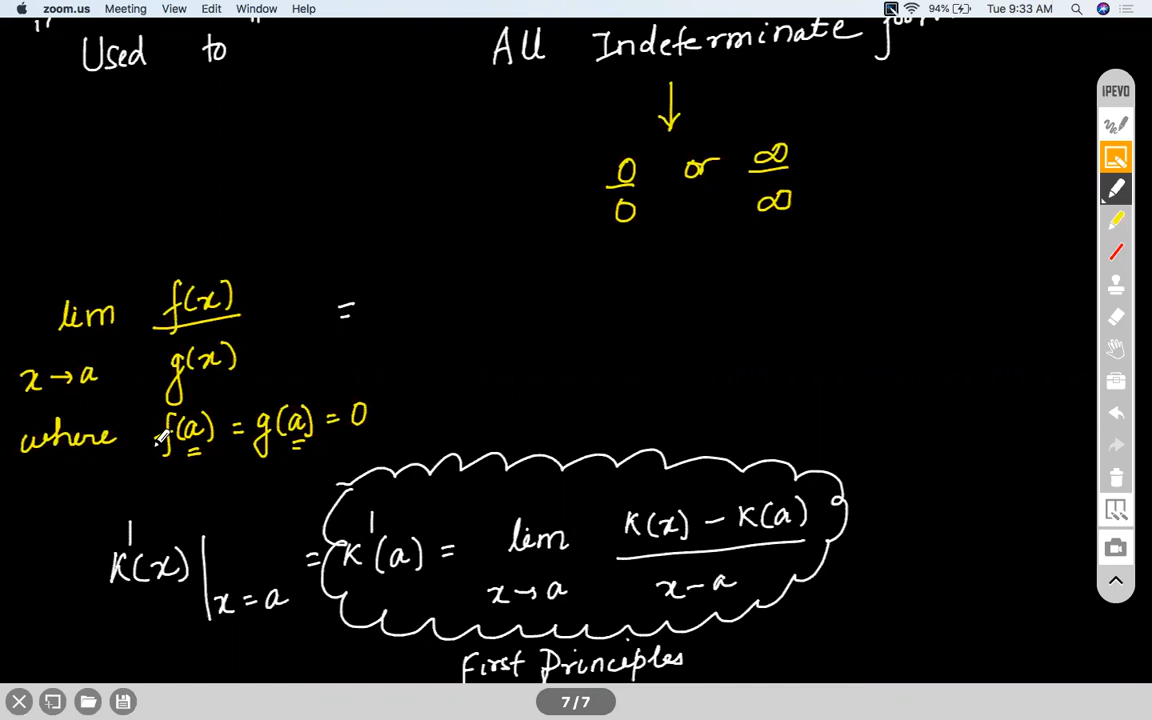 zoom.us Meeting View Edit Window Help 94% Tue 9:33 AM
Used to
All Indeterminate
IPEVO
0/0 or ∞/∞
lim f(x)/g(x) =
x→a
where f(a) = g(a) = 0
K'(x)|x=a = K'(a) = lim x→a (K(x) - K(a))/(x-a)
First Principles
7/7